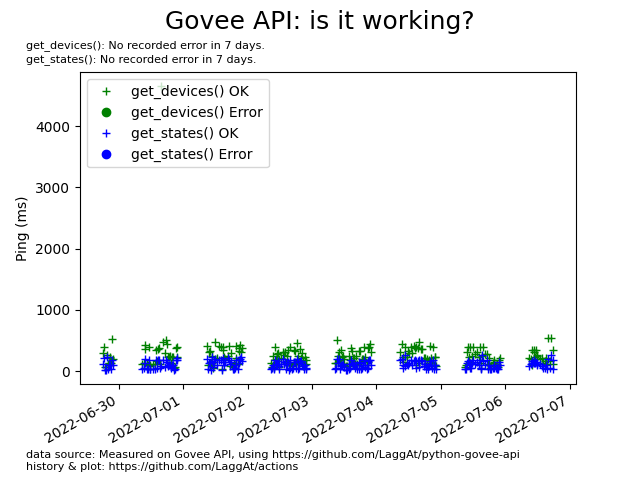 Govee API: is it working?
get_devices(): No recorded error in 7 days.
get_states(): No recorded error in 7 days.
get_devices() OK
get_devices() Error
get_states() OK
get_states() Error
Ping (ms)
4000
3000
2000
1000
0
2022-06-30
2022-07-01
2022-07-02
2022-07-03
2022-07-04
2022-07-05
2022-07-06
2022-07-07
data source: Measured on Govee API, using https://github.com/LaggAt/python-govee-api
history & plot: https://github.com/LaggAt/actions